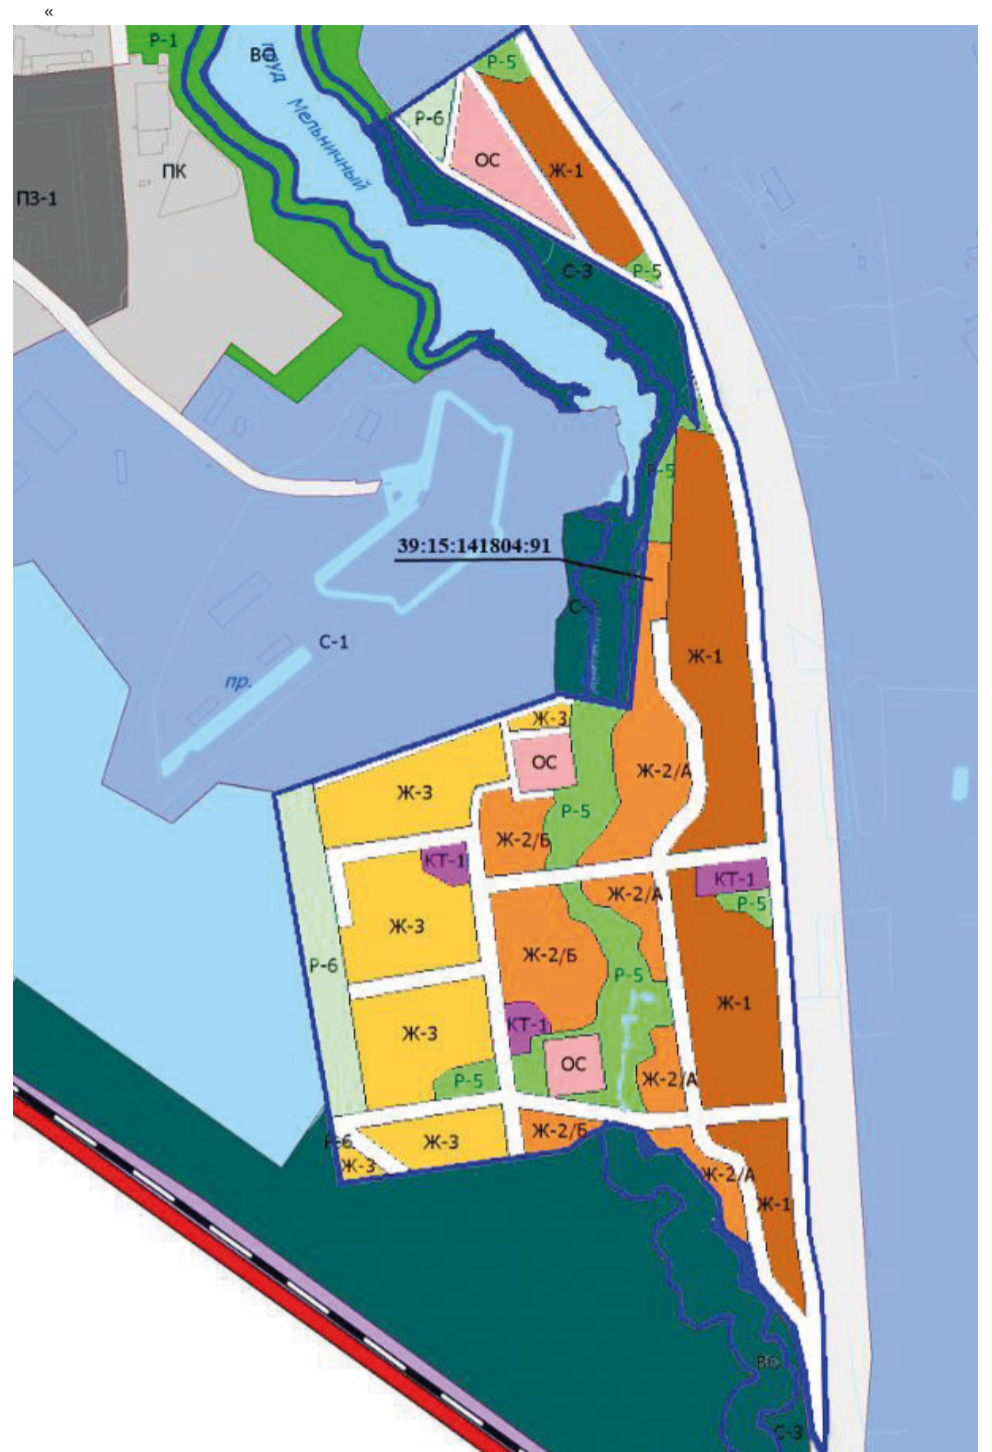 «
Р-1
ВО
пруд Мельничный
Р-5
Р-6
ОС
Ж-1
ПК
ПЗ-1
С-3
Р-5
Р-5
39:15:141804:91
С-
С-1
Ж-1
пр.
Ж-3
ОС
Ж-2/А
Ж-3
Р-5
Ж-2/Б
КТ-1
КТ-1
Ж-2/А
Р-5
Ж-3
Ж-2/Б
Р-6
Р-5
Ж-1
КТ-1
Ж-3
ОС
Р-5
Ж-2/А
Р-6
Ж-3
Ж-2/Б
Ж-3
Ж-2/А
Ж-1
ВО
С-3